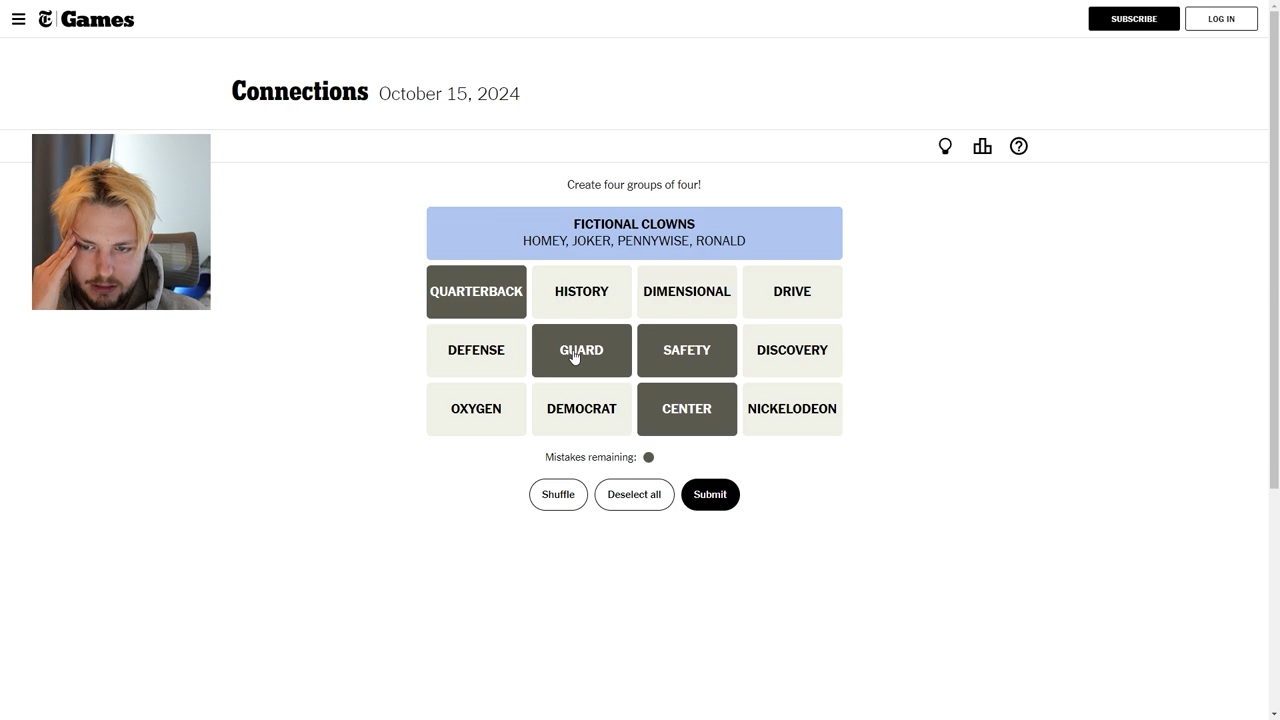 T Games
SUBSCRIBE
LOG IN
Connections October 15, 2024
Create four groups of four!
FICTIONAL CLOWNS
HOMEY, JOKER, PENNYWISE, RONALD
QUARTERBACK HISTORY DIMENSIONAL DRIVE
DEFENSE GUARD SAFETY DISCOVERY
OXYGEN DEMOCRAT CENTER NICKELODEON
Mistakes remaining:
Shuffle Deselect all Submit